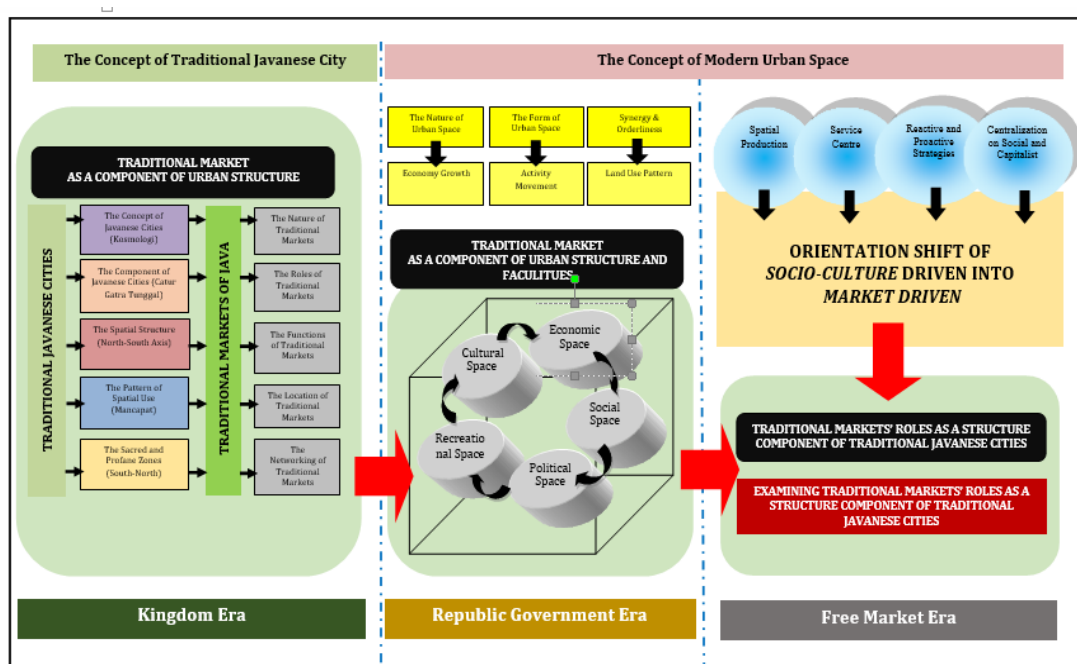 The Concept of Traditional Javanese City
The Concept of Modern Urban Space
TRADITIONAL MARKET
AS A COMPONENT OF URBAN STRUCTURE
TRADITIONAL JAVANESE CITIES
The Concept of
Javanese Cities
(Kosmologi)
The Component of
Javanese Cities (Catur
Gatra Tunggal)
The Spatial Structure
(North-South Axis)
The Pattern of
Spatial Use
(Mancapat)
The Sacred and
Profane Zones
(South-North)
TRADITIONAL MARKETS OF JAVA
The Nature of
Traditional
Markets
The Roles of
Traditional
Markets
The Functions
of Traditional
Markets
The Location of
Traditional
Markets
The
Networking of
Traditional
Markets
Kingdom Era
The Nature of
Urban Space
The Form of
Urban Space
Synergy &
Orderliness
Economy Growth
Activity
Movement
Land Use Pattern
TRADITIONAL MARKET
AS A COMPONENT OF URBAN STRUCTURE AND
FACULITUES
Economic
Space
Cultural
Space
Social
Space
Recreatio
nal Space
Political
Space
Republic Government Era
Spatial
Production
Service
Centre
Reactive and
Proactive
Strategies
Centralization
on Social and
Capitalist
ORIENTATION SHIFT OF
SOCIO-CULTURE DRIVEN INTO
MARKET DRIVEN
TRADITIONAL MARKETS' ROLES AS A STRUCTURE
COMPONENT OF TRADITIONAL JAVANESE CITIES
EXAMINING TRADITIONAL MARKETS' ROLES AS A
STRUCTURE COMPONENT OF TRADITIONAL
JAVANESE CITIES
Free Market Era